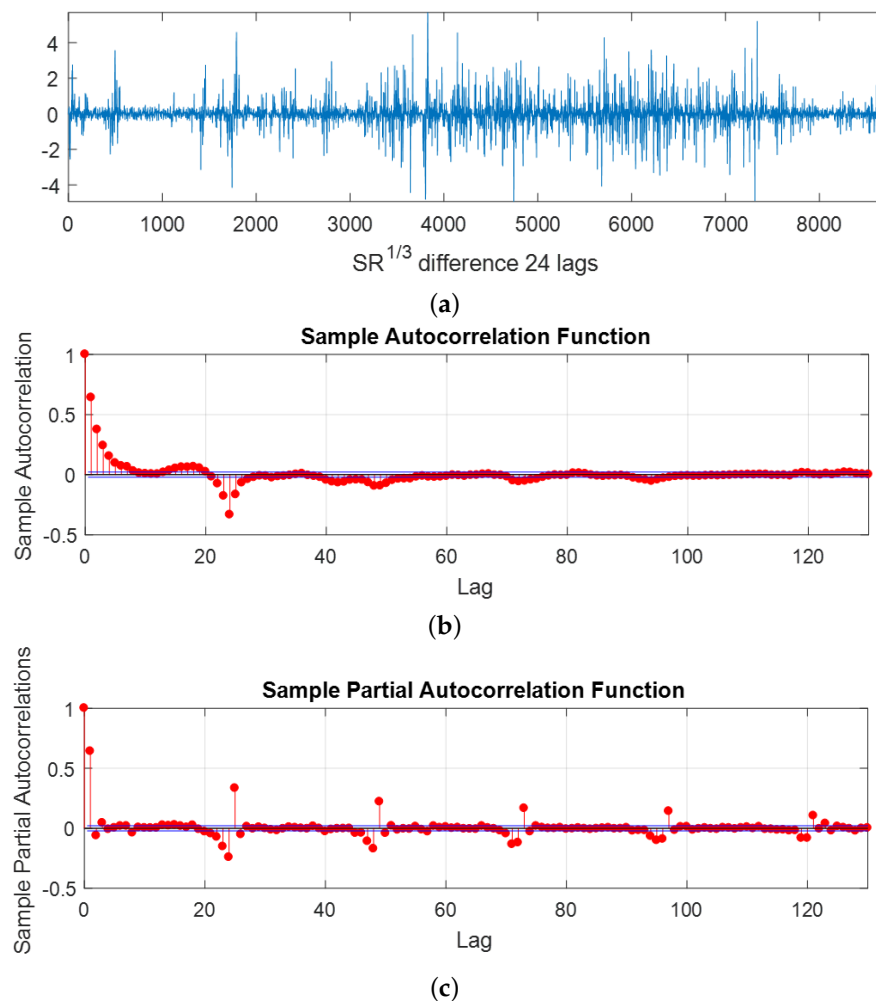 4
2
0
-2
-4
0 1000 2000 3000 4000 5000 6000 7000 8000
SR^1/3 difference 24 lags
(a)
Sample Autocorrelation Function
Sample Autocorrelation
1
0.5
0
-0.5
0 20 40 60 80 100 120
Lag
(b)
Sample Partial Autocorrelation Function
Sample Partial Autocorrelations
1
0.5
0
-0.5
0 20 40 60 80 100 120
Lag
(c)